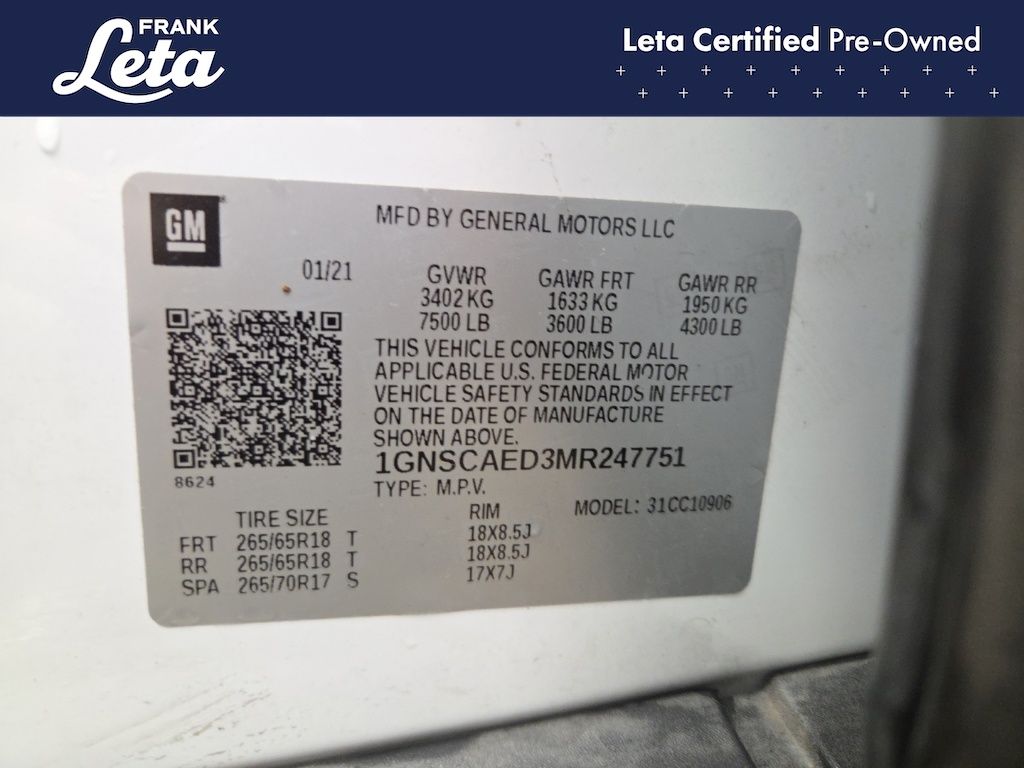 FRANK
Leta
Leta Certified Pre-Owned
GM
MFD BY GENERAL MOTORS LLC
01/21 GVWR GAWR FRT GAWR RR
3402 KG 1633 KG 1950 KG
7500 LB 3600 LB 4300 LB
THIS VEHICLE CONFORMS TO ALL
APPLICABLE U.S. FEDERAL MOTOR
VEHICLE SAFETY STANDARDS IN EFFECT
ON THE DATE OF MANUFACTURE
SHOWN ABOVE.
1GNSCAED3MR247751
8624
TYPE: M.P.V. MODEL: 31CC10906
TIRE SIZE RIM
FRT 265/65R18 T 18X8.5J
RR 265/65R18 T 18X8.5J
SPA 265/70R17 S 17X7J